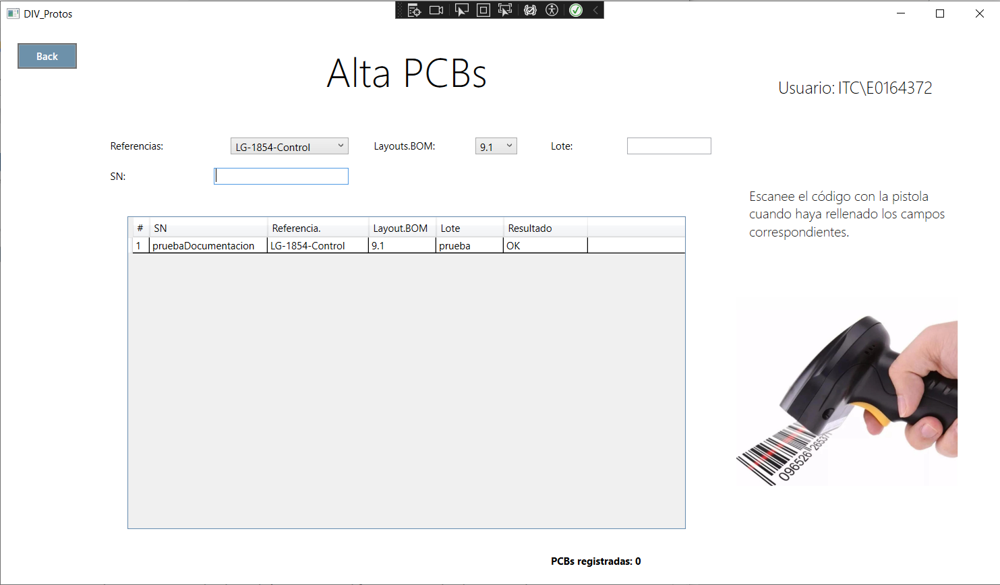 DIV_Protos
Back
Alta PCBs
Usuario: ITC\E0164372
Referencias: LG-1854-Control Layouts.BOM: 9.1 Lote:
SN:
Escanee el código con la pistola
cuando haya rellenado los campos
correspondientes.
# SN Referencia. Layout.BOM Lote Resultado
1 pruebaDocumentacion LG-1854-Control 9.1 prueba OK
096526 265371
PCBs registradas: 0